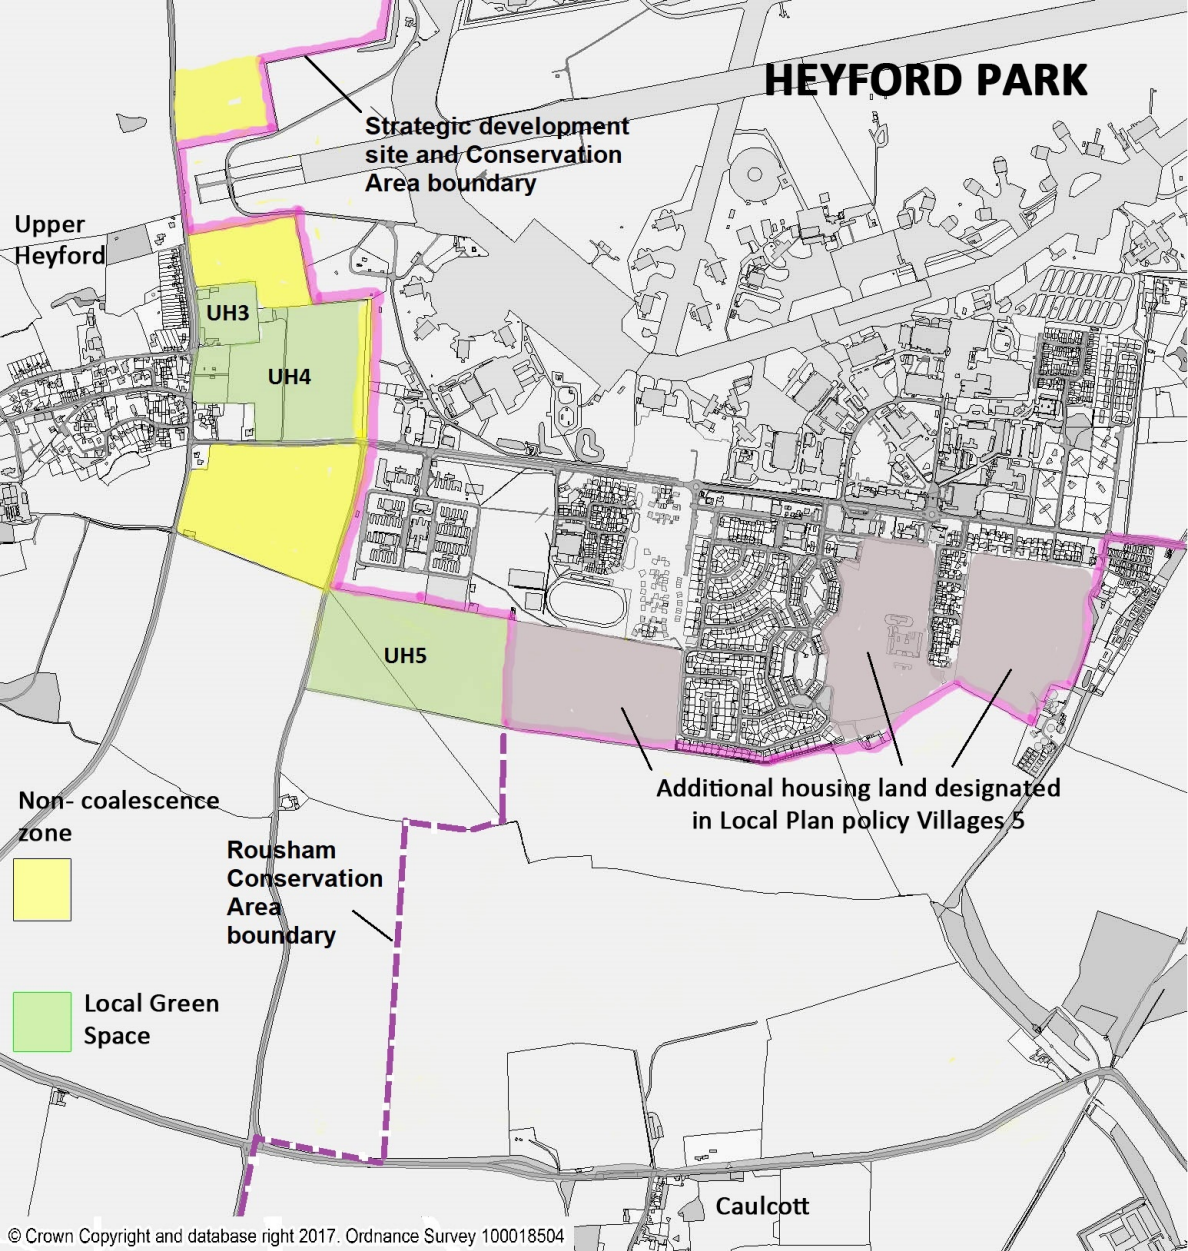 HEYFORD PARK
Strategic development
site and Conservation
Area boundary
Upper
Heyford
UH3
UH4
UH5
Additional housing land designated
in Local Plan policy Villages 5
Non- coalescence
zone
Rousham
Conservation
Area
boundary
Local Green
Space
Caulcott
© Crown Copyright and database right 2017. Ordnance Survey 100018504